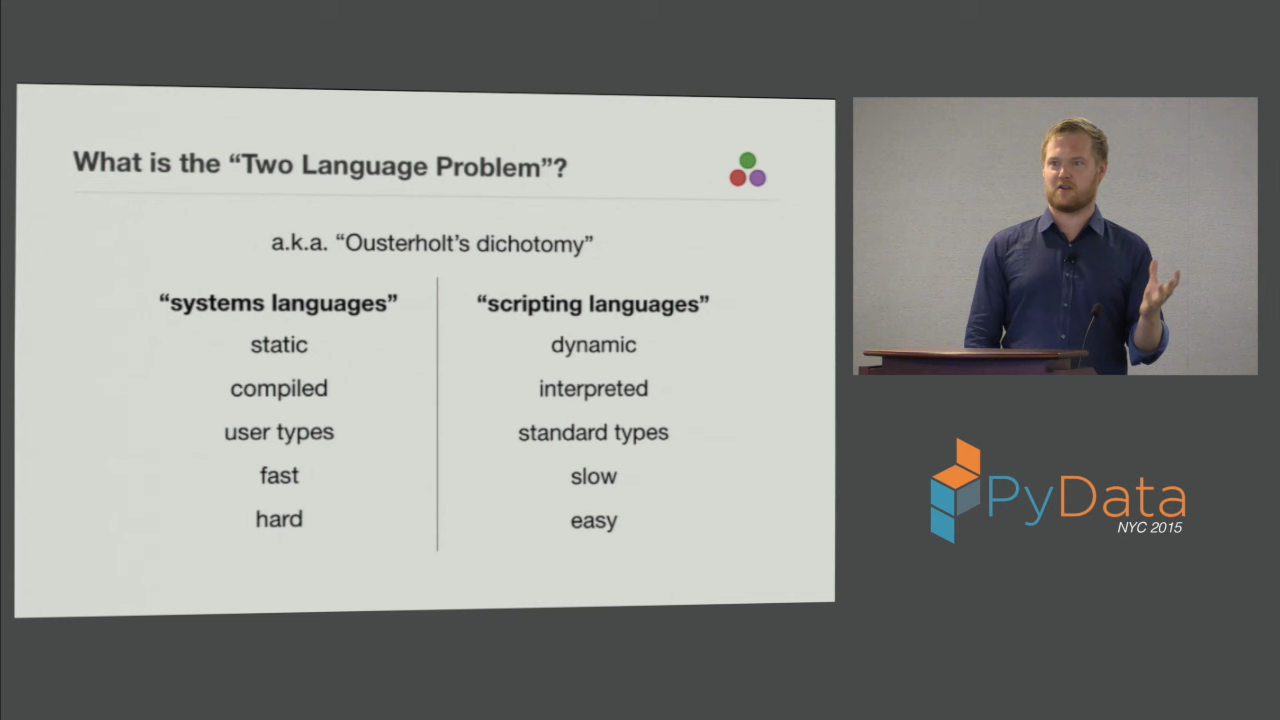 What is the “Two Language Problem”?
a.k.a. “Ousterholt’s dichotomy”
“systems languages” “scripting languages”
static dynamic
compiled interpreted
user types standard types
fast slow
hard easy
PyData
NYC 2015